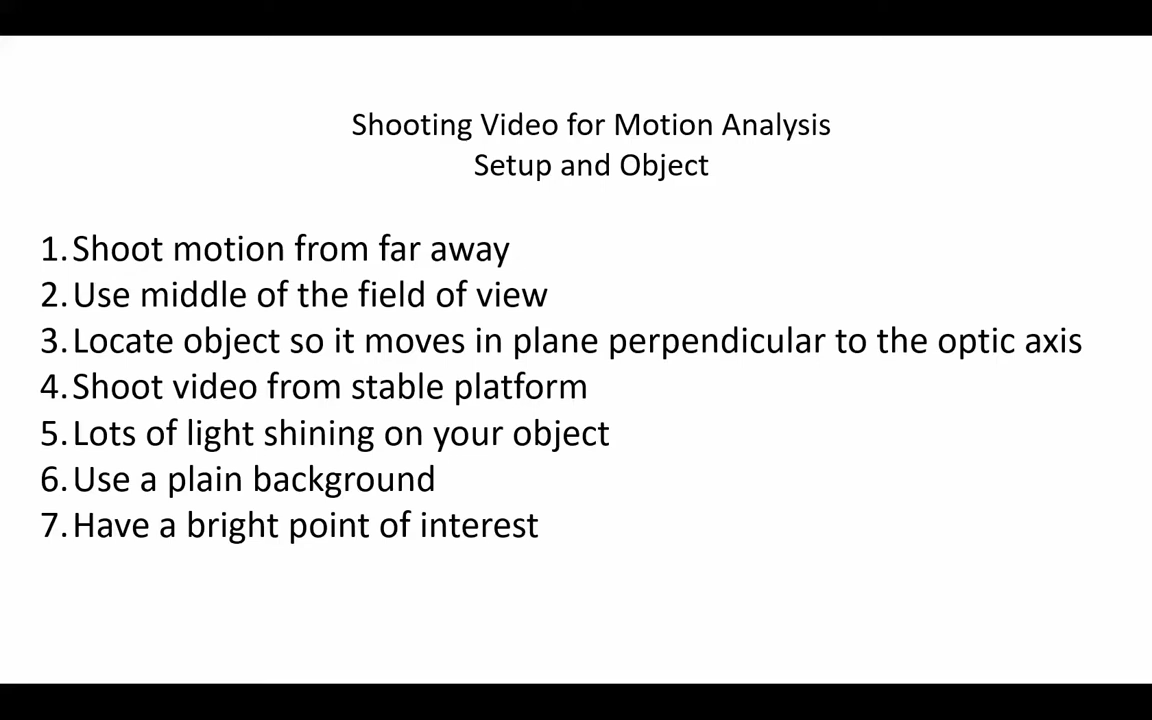 Shooting Video for Motion Analysis
Setup and Object
1. Shoot motion from far away
2. Use middle of the field of view
3. Locate object so it moves in plane perpendicular to the optic axis
4. Shoot video from stable platform
5. Lots of light shining on your object
6. Use a plain background
7. Have a bright point of interest